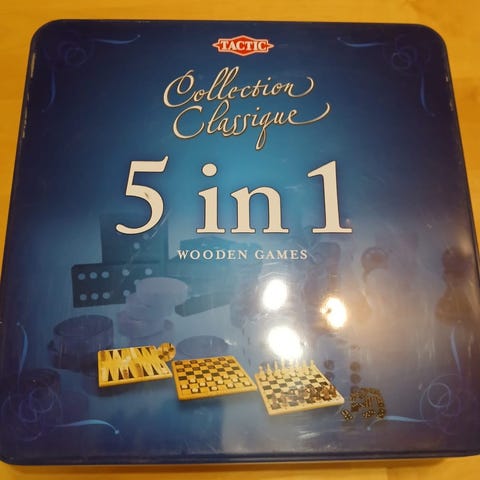 TACTIC
Collection
Classique
5 in 1
WOODEN GAMES